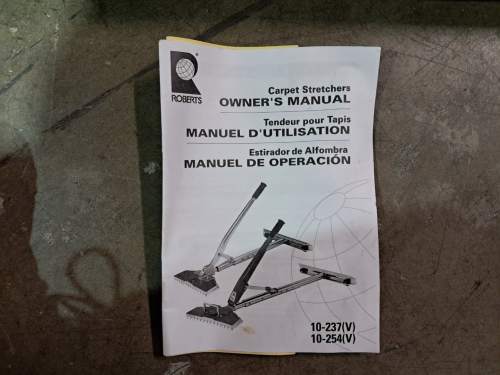 ROBERTS
Carpet Stretchers
OWNER'S MANUAL
Tendeur pour Tapis
MANUEL D'UTILISATION
Estirador de Alfombra
MANUEL DE OPERACIÓN
10-237(V)
10-254(V)